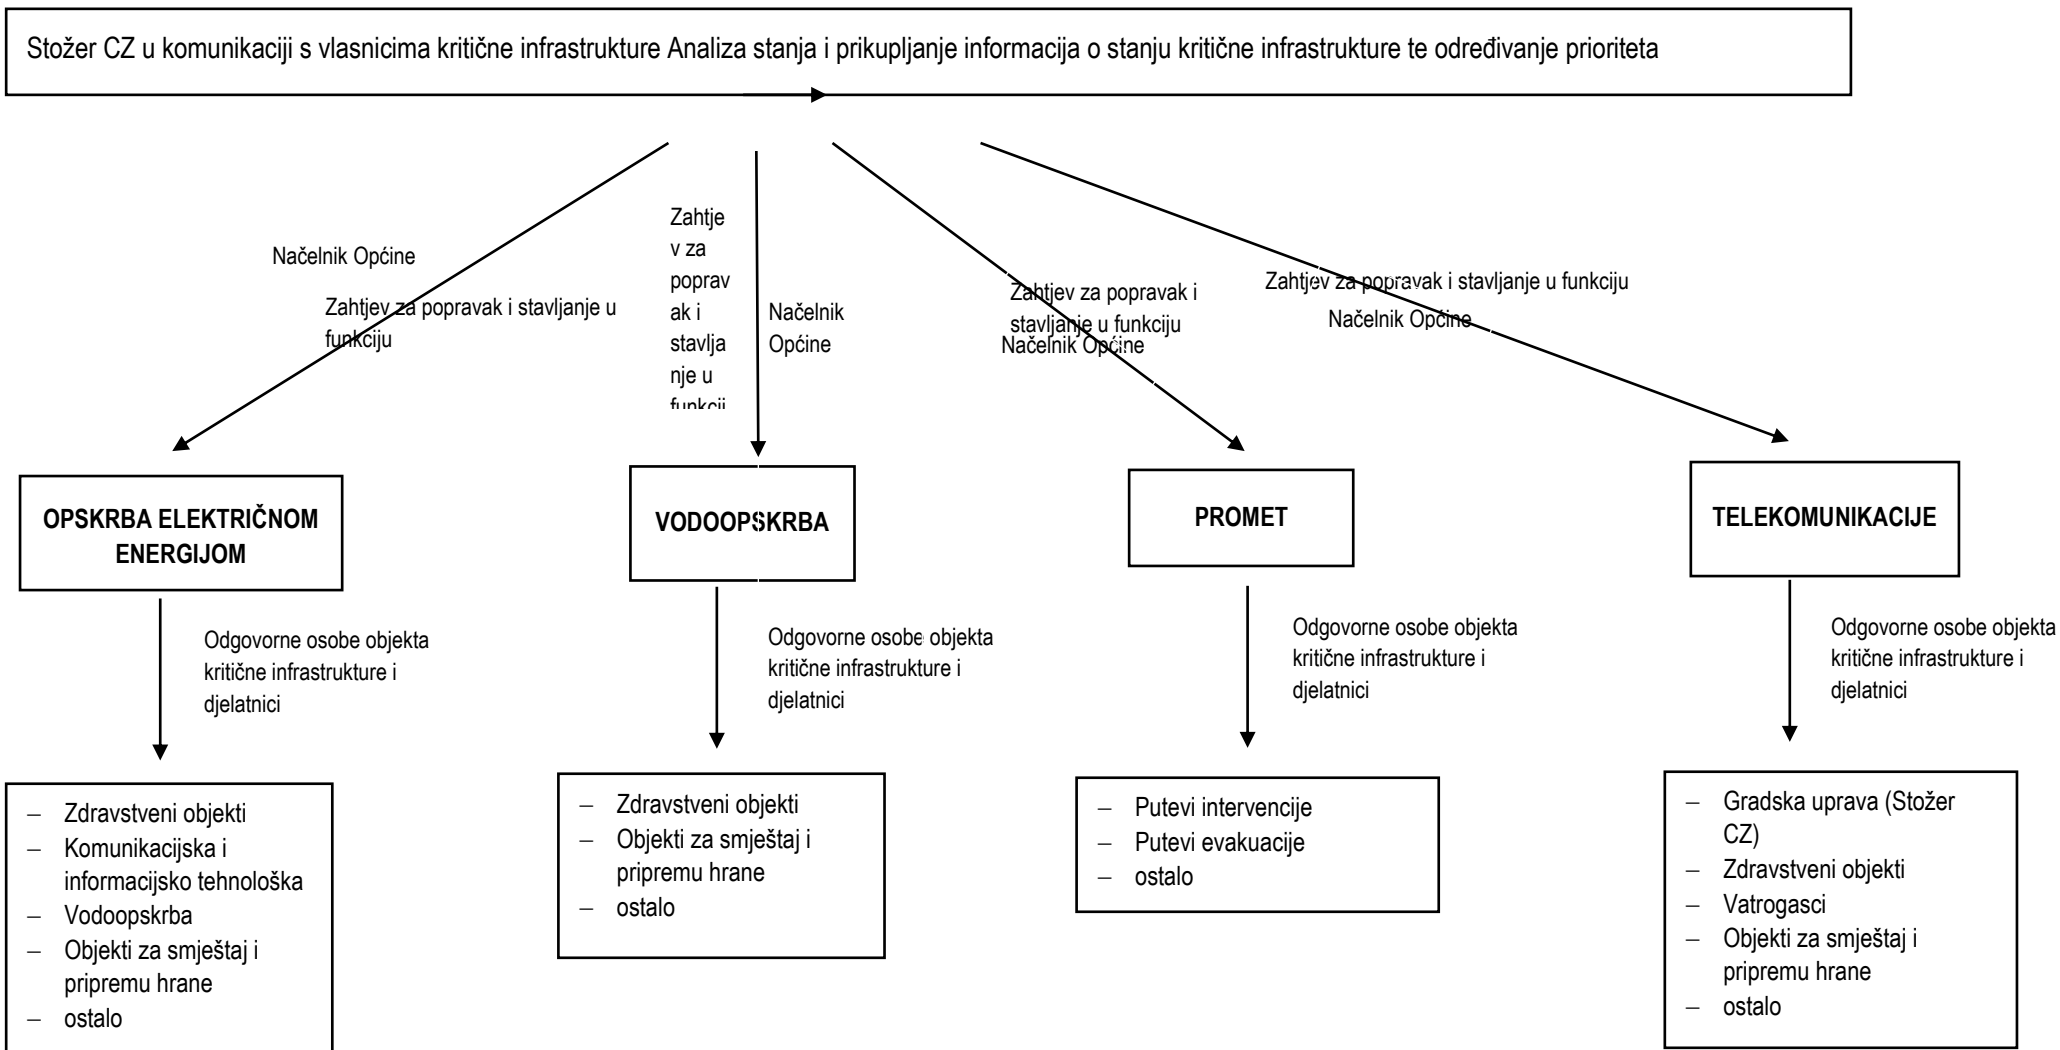 Stožer CZ u komunikaciji s vlasnicima kritične infrastrukture Analiza stanja i prikupljanje informacija o stanju kritične infrastrukture te određivanje prioriteta
Načelnik Općine
Zahtjev za popravak i stavljanje u
funkciju
Zahtje
v za
poprav
ak i
stavlja
nje u
funkcij
Načelnik
Općine
Zahtjev za popravak i
stavljanje u funkciju
Načelnik Općine
Zahtjev za popravak i stavljanje u funkciju
Načelnik Općine
OPSKRBA ELEKTRIČNOM
ENERGIJOM
VODOOPSKRBA
PROMET
TELEKOMUNIKACIJE
Odgovorne osobe objekta
kritične infrastrukture i
djelatnici
Odgovorne osobe objekta
kritične infrastrukture i
djelatnici
Odgovorne osobe objekta
kritične infrastrukture i
djelatnici
Odgovorne osobe objekta
kritične infrastrukture i
djelatnici
– Zdravstveni objekti
– Komunikacijska i
informacijsko tehnološka
– Vodoopskrba
– Objekti za smještaj i
pripremu hrane
– ostalo
– Zdravstveni objekti
– Objekti za smještaj i
pripremu hrane
– ostalo
– Putevi intervencije
– Putevi evakuacije
– ostalo
– Gradska uprava (Stožer
CZ)
– Zdravstveni objekti
– Vatrogasci
– Objekti za smještaj i
pripremu hrane
– ostalo